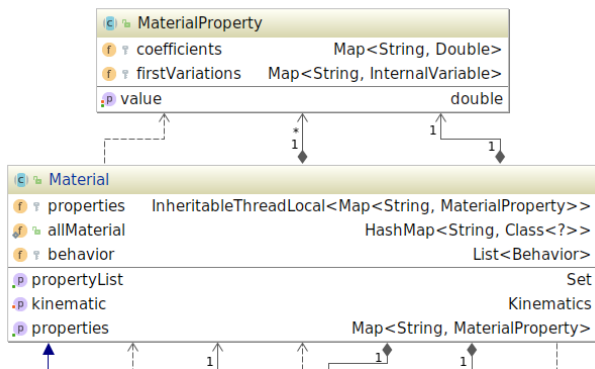 MaterialProperty
coefficients Map<String, Double>
firstVariations Map<String, InternalVariable>
value double
* 1 1
1 1
Material
properties InheritableThreadLocal<Map<String, MaterialProperty>>
allMaterial HashMap<String, Class<?>>
behavior List<Behavior>
propertyList Set
kinematic Kinematics
properties Map<String, MaterialProperty>
1 1 1